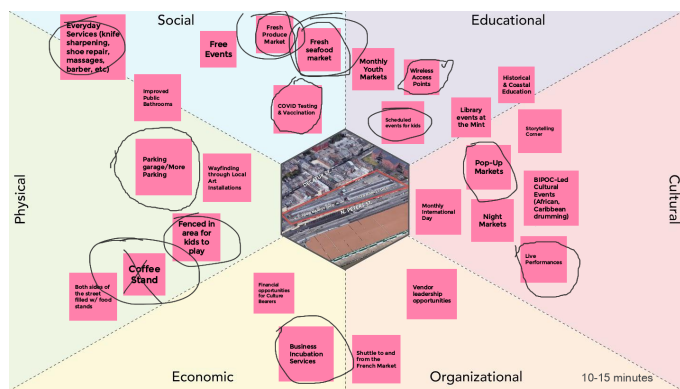 Social
Educational
Everyday
Services (knife
sharpening,
shoe repair,
massages,
barber, etc)
Free
Events
Fresh
Produce
Market
Fresh
seafood
market
Monthly
Youth
Markets
Wireless
Access
Points
Historical
& Coastal
Education
Improved
Public
Bathrooms
COVID Testing
& Vaccination
Scheduled
events for kids
Library
events at
the Mint
Storytelling
Corner
Parking
garage/More
Parking
Wayfinding
through Local
Art
Installations
Pop-Up
Markets
BIPOC-Led
Cultural
Events
(African,
Caribbean
drumming)
Physical
Cultural
Fenced in
area for
kids to
play
Monthly
International
Day
Night
Markets
Coffee
Stand
Both sides of
the street
filled w/ food
stands
Live
Performances
Financial
opportunities
for Culture
Bearers
Vendor
leadership
opportunities
Business
Incubation
Services
Shuttle to and
from the
French Market
Economic
Organizational
10-15 minutes